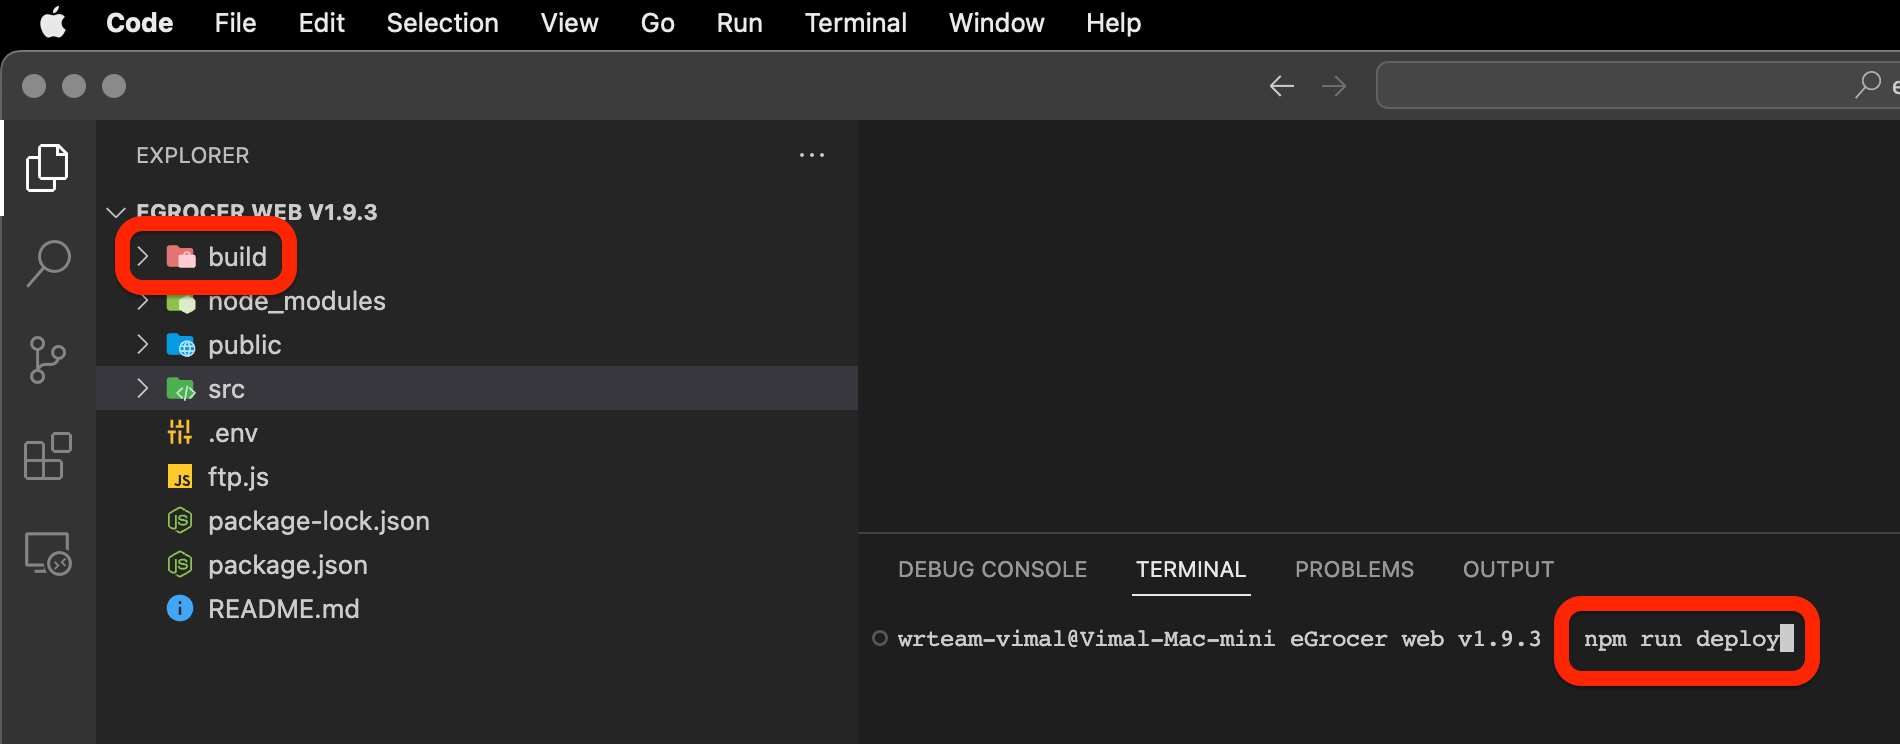 Code File Edit Selection View Go Run Terminal Window Help
EXPLORER
EGROCER WEB V1.9.3
build
node_modules
public
src
.env
ftp.js
package-lock.json
package.json
README.md
DEBUG CONSOLE TERMINAL PROBLEMS OUTPUT
wrteam-vimal@Vimal-Mac-mini eGrocer web v1.9.3 npm run deploy